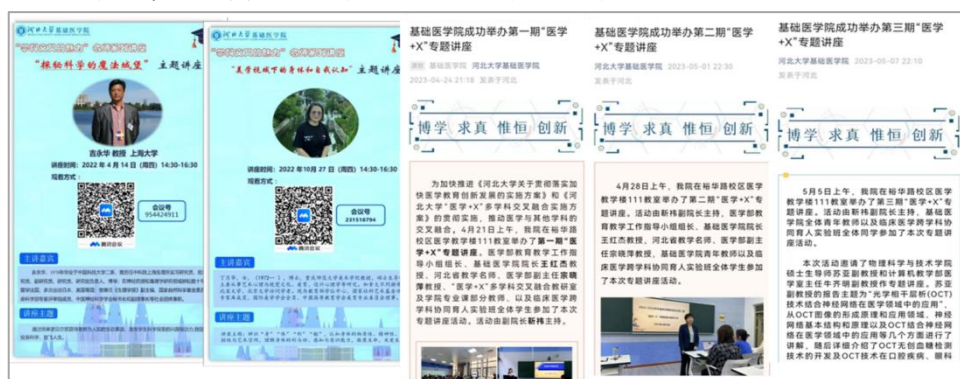 河北大学基础医学院
“学科交叉的魅力”名师系列讲座
“探秘科学的魔法城堡” 主题讲座
吉永华 教授 上海大学
讲座时间:2022 年 4 月 14 日(周四)14:30-16:30
观看方式:
会议号
954424911
腾讯会议
主讲嘉宾
讲座主题
河北大学基础医学院
“学科交叉的魅力”名师系列讲座
“美学视域下的身体和自我认知” 主题讲座
讲座时间:2022 年10月 27 日(周四)14:30-16:30
观看方式:
会议号
231518794
腾讯会议
主讲嘉宾
讲座主题
基础医学院成功举办第一期“医学
+X”专题讲座
基础医学院 河北大学基础医学院
2023-04-24 21:18 发表于河北
博学 求真 惟恒 创新
为加快推进《河北大学关于贯彻落实加
快医学教育创新发展的实施方案》和《河
北大学“医学+X”多学科交叉融合实施方
案》的贯彻实施,推动医学与其他学科的
交叉融合。4月21日上午,我院在裕华路
校区医学教学楼111教室举办了第一期“医
学+X”专题讲座。医学部教育教学工作指
导小组组长、基础医学院院长王红杰教
授、河北省教学名师、医学部副主任宗晓
萍教授、“医学+X”多学科交叉融合教研室
及学院专业课部分教师、以及临床医学跨
学科协同育人实验班全体学生参加了本次
专题讲座活动。活动由副院长靳祎主持。
基础医学院成功举办第二期“医学
+X”专题讲座
河北大学基础医学院 2023-05-01 22:30
发表于河北
博学 求真 惟恒 创新
4月28日上午,我院在裕华路校区医学
教学楼111教室举办了第二期“医学+X”专
题讲座。活动由靳祎副院长主持,医学部教
育教学工作指导小组组长、基础医学院院长
王红杰教授、河北省教学名师、医学部副主
任宗晓萍教授、基础医学院青年教师以及临
床医学跨学科协同育人实验班全体学生参加
了本次专题讲座活动。
基础医学院成功举办第三期“医学
+X”专题讲座
河北大学基础医学院 2023-05-07 22:10
发表于河北
博学 求真 惟恒 创新
5月5日上午,我院在裕华路校区医学
教学楼111教室举办了第三期“医学+X”专
题讲座。活动由靳祎副院长主持,基础医学
院全体青年教师以及临床医学跨学科协同
育人实验班全体同学参加了本次专题讲座
活动。
本次活动邀请了物理科学与技术学院
硕士生导师苏亚副教授和计算机教学部医
学室主任牛齐明副教授作专题讲座。苏亚
副教授的报告题目为“光学相干层析(OCT)
技术结合神经网络在医学领域中的应用”、
从OCT图像的形成原理和应用领域、神经
网络基本结构和原理以及OCT结合神经网
络在医学领域中的应用等几个方面进行了
讲解,随后详细介绍了OCT无创血糖检测
技术的开发及OCT技术在口腔疾病、眼科